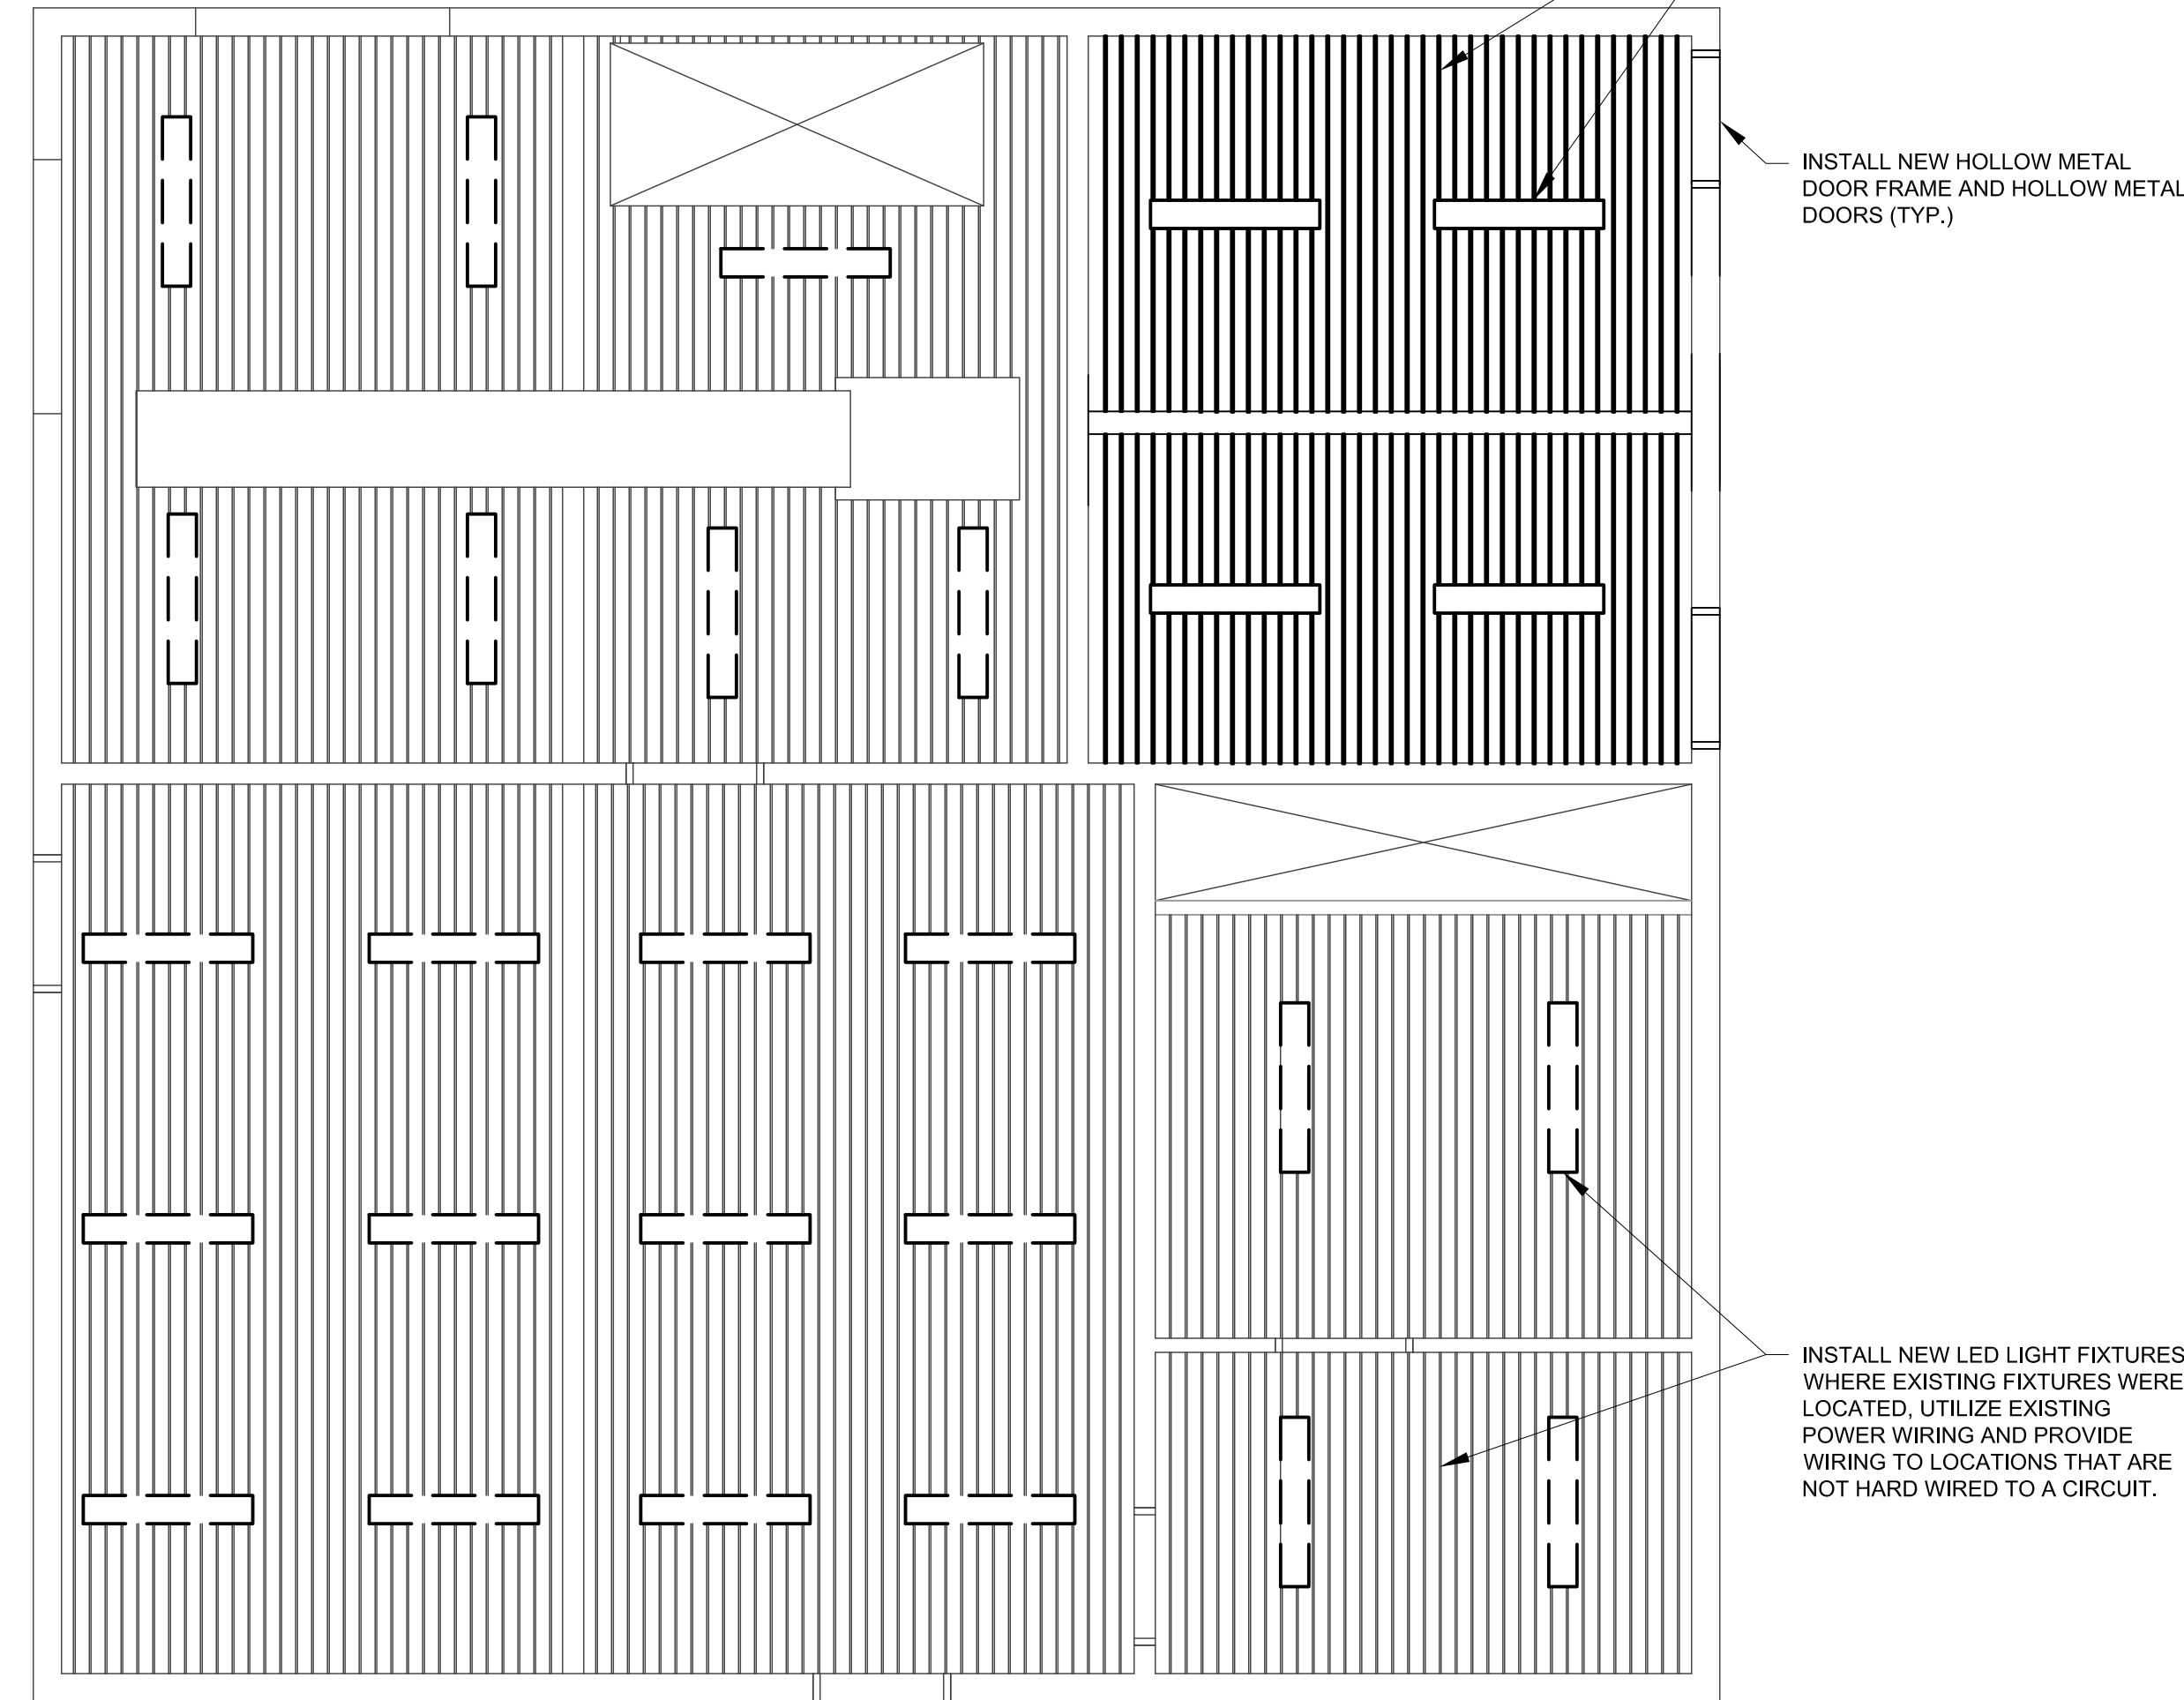 INSTALL NEW HOLLOW METAL
DOOR FRAME AND HOLLOW METAL
DOORS (TYP.)
INSTALL NEW LED LIGHT FIXTURES
WHERE EXISTING FIXTURES WERE
LOCATED, UTILIZE EXISTING
POWER WIRING AND PROVIDE
WIRING TO LOCATIONS THAT ARE
NOT HARD WIRED TO A CIRCUIT.